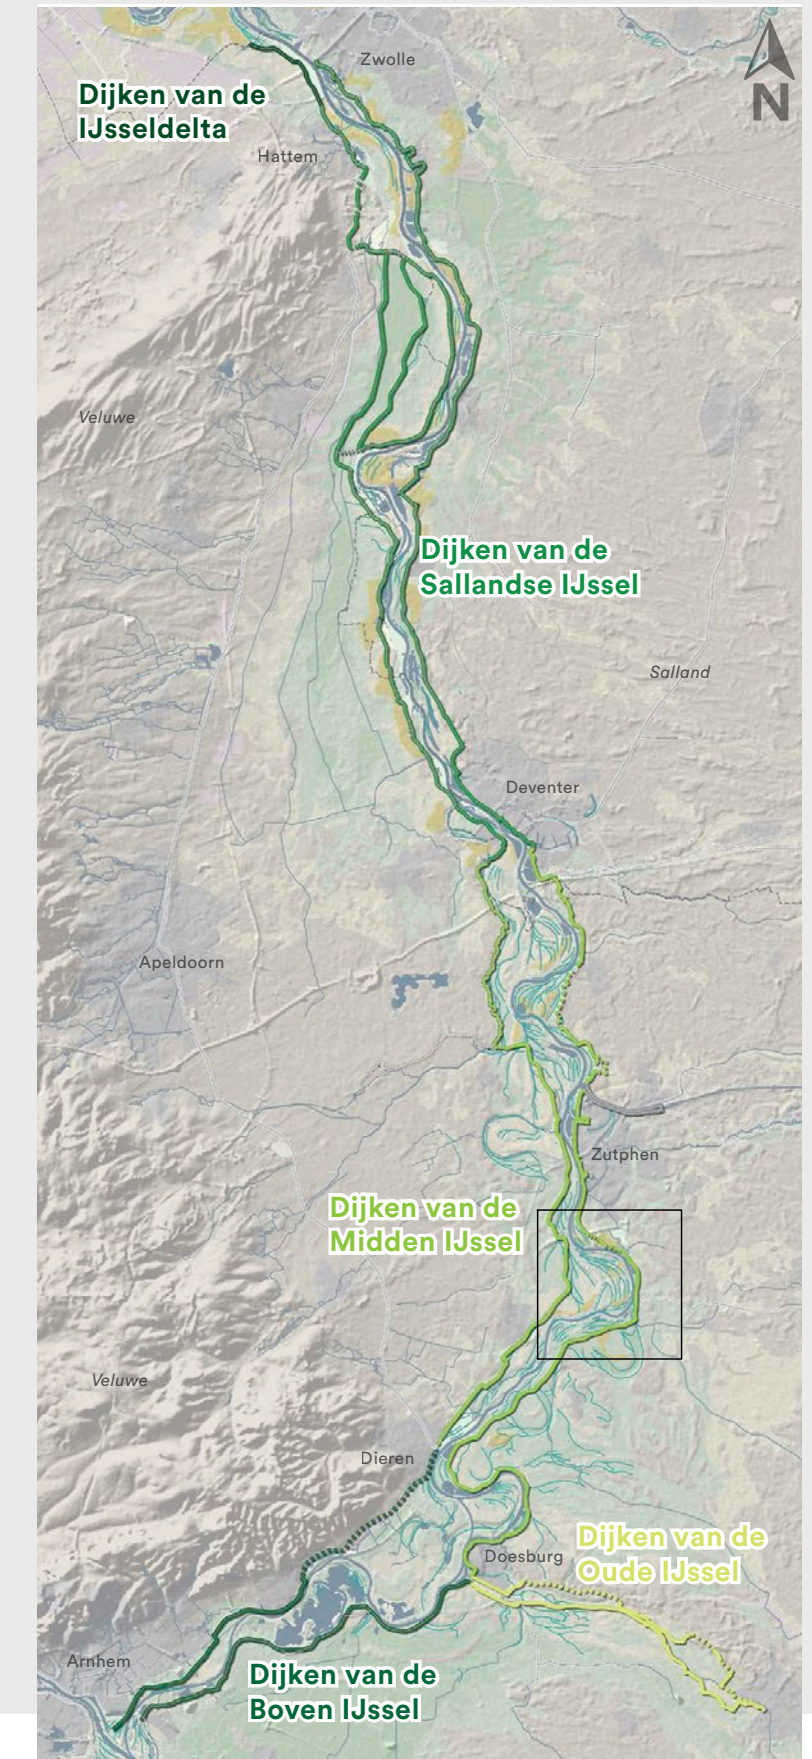 Zwolle
N
Dijken van de
IJsseldelta
Hattem
Veluwe
Dijken van de
Sallandse IJssel
Salland
Deventer
Apeldoorn
Zutphen
Dijken van de
Midden IJssel
Veluwe
Dieren
Dijken van de
Oude IJssel
Doesburg
Arnhem
Dijken van de
Boven IJssel